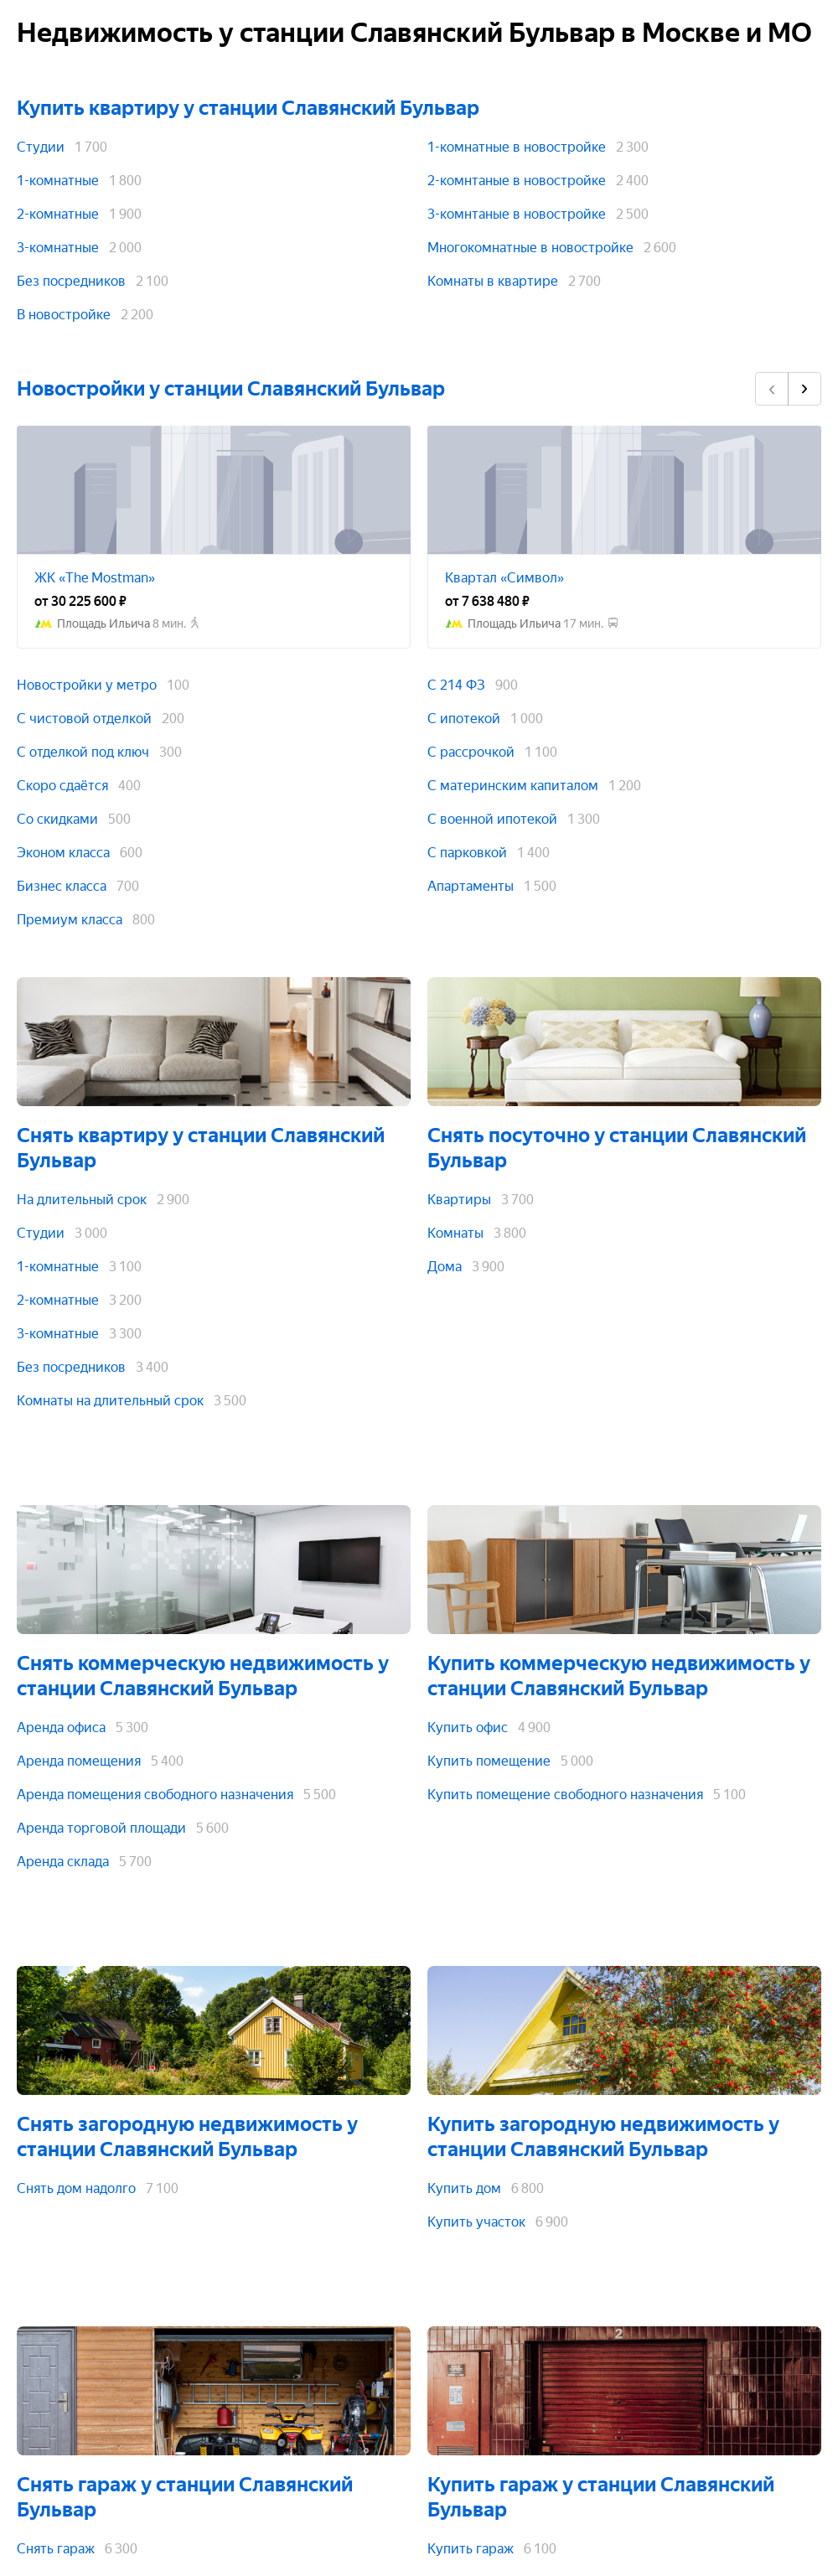 Недвижимость у станции Славянский Бульвар в Москве и МО
Купить квартиру у станции Славянский Бульвар
Студии 1 700
1-комнатные 1 800
2-комнатные 1 900
3-комнатные 2 000
Без посредников 2 100
В новостройке 2 200
1-комнатные в новостройке 2 300
2-комнтаные в новостройке 2 400
3-комнтаные в новостройке 2 500
Многокомнатные в новостройке 2 600
Комнаты в квартире 2 700
Новостройки у станции Славянский Бульвар
ЖК «The Mostman»
от 30 225 600 ₽
Площадь Ильича 8 мин.
Квартал «Символ»
от 7 638 480 ₽
Площадь Ильича 17 мин.
Новостройки у метро 100
С чистовой отделкой 200
С отделкой под ключ 300
Скоро сдаётся 400
Со скидками 500
Эконом класса 600
Бизнес класса 700
Премиум класса 800
С 214 ФЗ 900
С ипотекой 1 000
С рассрочкой 1 100
С материнским капиталом 1 200
С военной ипотекой 1 300
С парковкой 1 400
Апартаменты 1 500
Снять квартиру у станции Славянский
Бульвар
На длительный срок 2 900
Студии 3 000
1-комнатные 3 100
2-комнатные 3 200
3-комнатные 3 300
Без посредников 3 400
Комнаты на длительный срок 3 500
Снять посуточно у станции Славянский
Бульвар
Квартиры 3 700
Комнаты 3 800
Дома 3 900
Снять коммерческую недвижимость у
станции Славянский Бульвар
Аренда офиса 5 300
Аренда помещения 5 400
Аренда помещения свободного назначения 5 500
Аренда торговой площади 5 600
Аренда склада 5 700
Купить коммерческую недвижимость у
станции Славянский Бульвар
Купить офис 4 900
Купить помещение 5 000
Купить помещение свободного назначения 5 100
Снять загородную недвижимость у
станции Славянский Бульвар
Снять дом надолго 7 100
Купить загородную недвижимость у
станции Славянский Бульвар
Купить дом 6 800
Купить участок 6 900
2
Снять гараж у станции Славянский
Бульвар
Снять гараж 6 300
Купить гараж у станции Славянский
Бульвар
Купить гараж 6 100